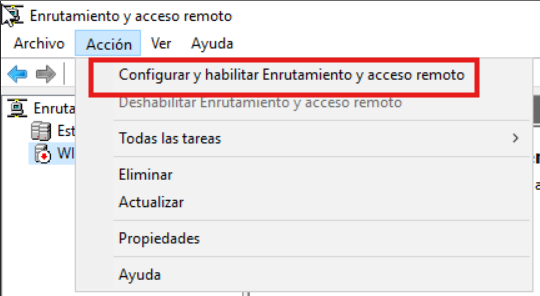 Enrutamiento y acceso remoto
Archivo Acción Ver Ayuda
Configurar y habilitar Enrutamiento y acceso remoto
Deshabilitar Enrutamiento y acceso remoto
Todas las tareas
Eliminar
Actualizar
Propiedades
Ayuda
Enruta
Est
WI